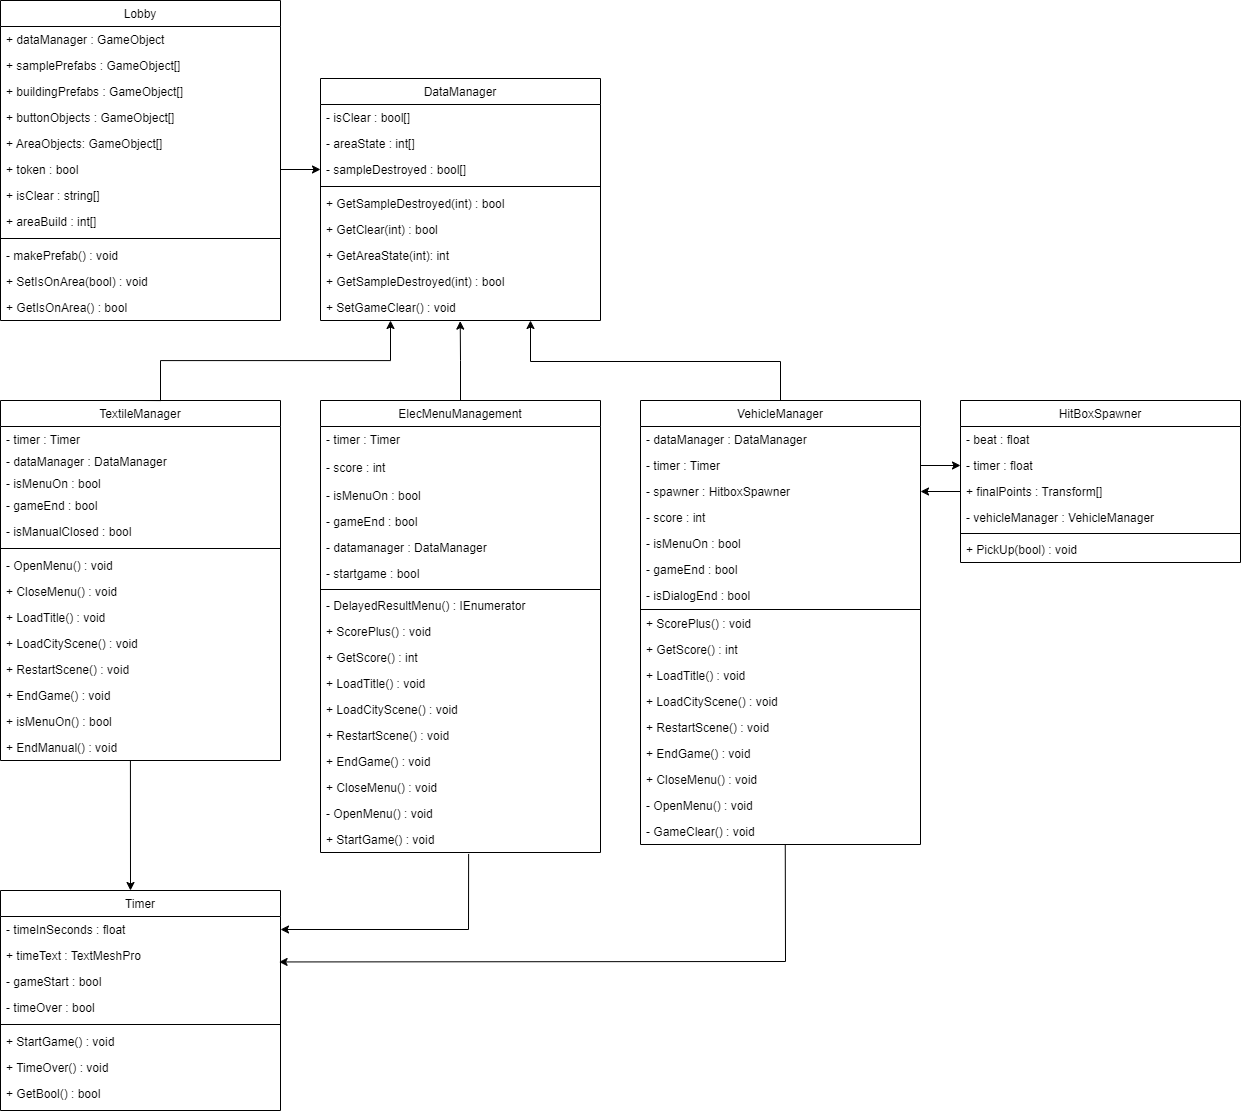 Lobby
+ dataManager : GameObject
+ samplePrefabs : GameObject[]
+ buildingPrefabs : GameObject[]
+ buttonObjects : GameObject[]
+ AreaObjects: GameObject[]
+ token : bool
+ isClear : string[]
+ areaBuild : int[]
- makePrefab() : void
+ SetIsOnArea(bool) : void
+ GetIsOnArea() : bool
DataManager
- isClear : bool[]
- areaState : int[]
- sampleDestroyed : bool[]
+ GetSampleDestroyed(int) : bool
+ GetClear(int) : bool
+ GetAreaState(int): int
+ GetSampleDestroyed(int) : bool
+ SetGameClear() : void
TextileManager
- timer : Timer
- dataManager : DataManager
- isMenuOn : bool
- gameEnd : bool
- isManualClosed : bool
- OpenMenu() : void
+ CloseMenu() : void
+ LoadTitle() : void
+ LoadCityScene() : void
+ RestartScene() : void
+ EndGame() : void
+ isMenuOn() : bool
+ EndManual() : void
ElecMenuManagement
- timer : Timer
- score : int
- isMenuOn : bool
- gameEnd : bool
- datamanager : DataManager
- startgame : bool
- DelayedResultMenu() : IEnumerator
+ ScorePlus() : void
+ GetScore() : int
+ LoadTitle() : void
+ LoadCityScene() : void
+ RestartScene() : void
+ EndGame() : void
+ CloseMenu() : void
- OpenMenu() : void
+ StartGame() : void
VehicleManager
- dataManager : DataManager
- timer : Timer
- spawner : HitboxSpawner
- score : int
- isMenuOn : bool
- gameEnd : bool
- isDialogEnd : bool
+ ScorePlus() : void
+ GetScore() : int
+ LoadTitle() : void
+ LoadCityScene() : void
+ RestartScene() : void
+ EndGame() : void
+ CloseMenu() : void
- OpenMenu() : void
- GameClear() : void
HitBoxSpawner
- beat : float
- timer : float
+ finalPoints : Transform[]
- vehicleManager : VehicleManager
+ PickUp(bool) : void
Timer
- timeInSeconds : float
+ timeText : TextMeshPro
- gameStart : bool
- timeOver : bool
+ StartGame() : void
+ TimeOver() : void
+ GetBool() : bool